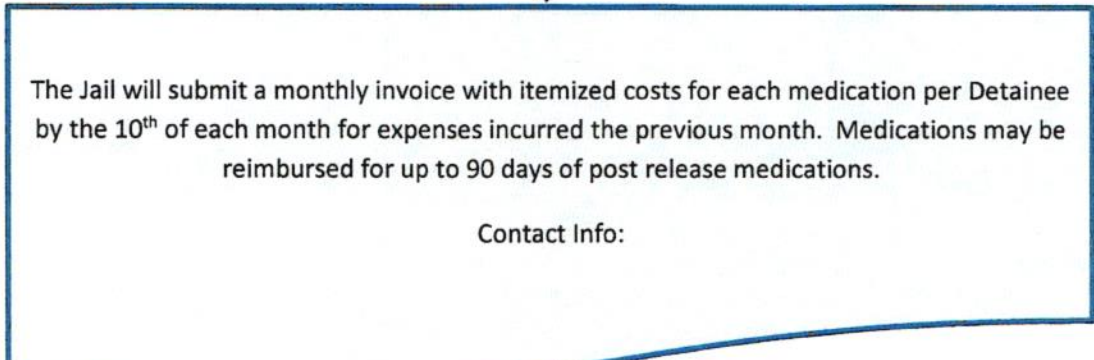 The Jail will submit a monthly invoice with itemized costs for each medication per Detainee
by the 10th of each month for expenses incurred the previous month.  Medications may be
reimbursed for up to 90 days of post release medications.
Contact Info: